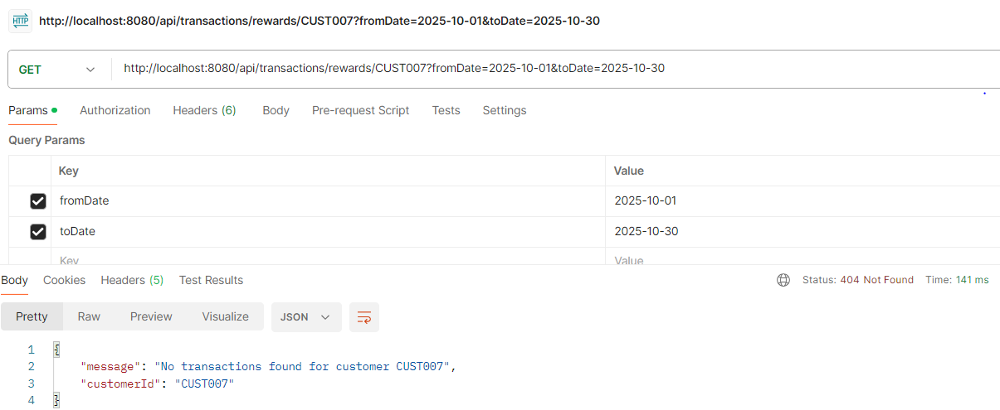 HTTP http://localhost:8080/api/transactions/rewards/CUST007?fromDate=2025-10-01&toDate=2025-10-30
GET http://localhost:8080/api/transactions/rewards/CUST007?fromDate=2025-10-01&toDate=2025-10-30
Params Authorization Headers (6) Body Pre-request Script Tests Settings
Query Params
Key Value
fromDate 2025-10-01
toDate 2025-10-30
Key Value
Body Cookies Headers (5) Test Results Status: 404 Not Found Time: 141 ms
Pretty Raw Preview Visualize JSON
1 {
2 "message": "No transactions found for customer CUST007",
3 "customerId": "CUST007"
4 }